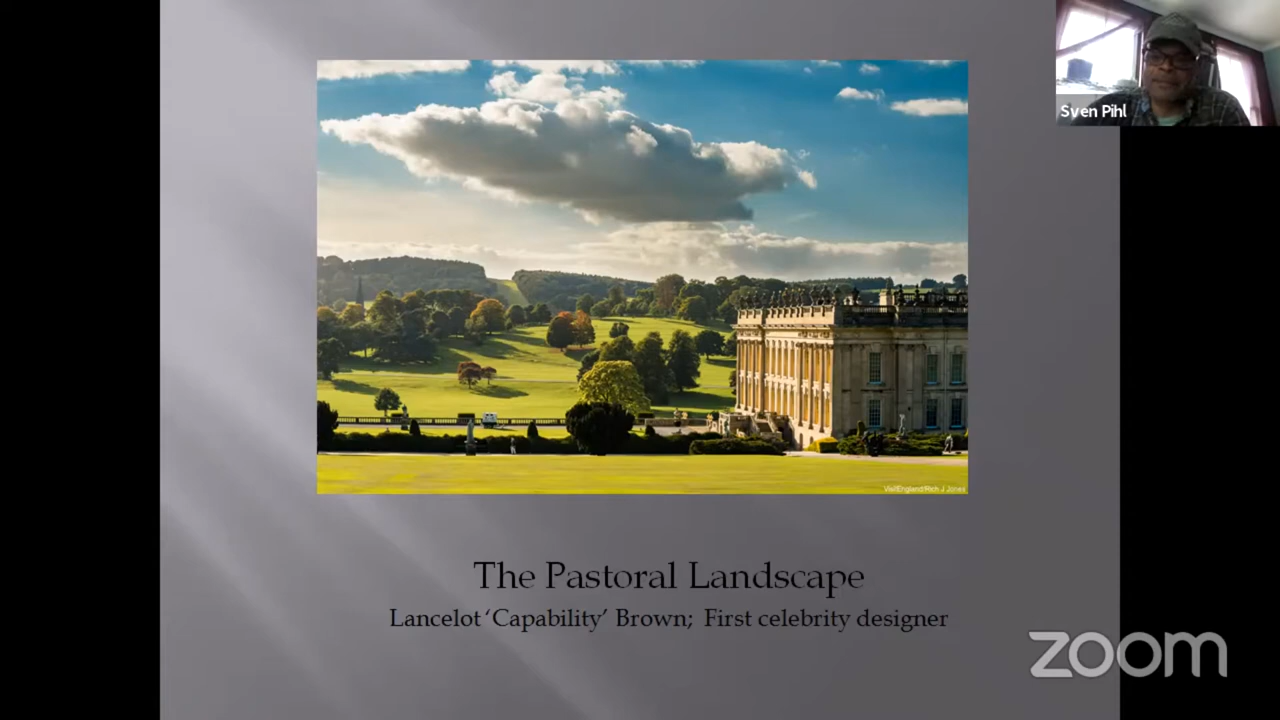 Sven Pihl
VisitEngland/Rich J Jones
The Pastoral Landscape
Lancelot ‘Capability’ Brown; First celebrity designer
zoom